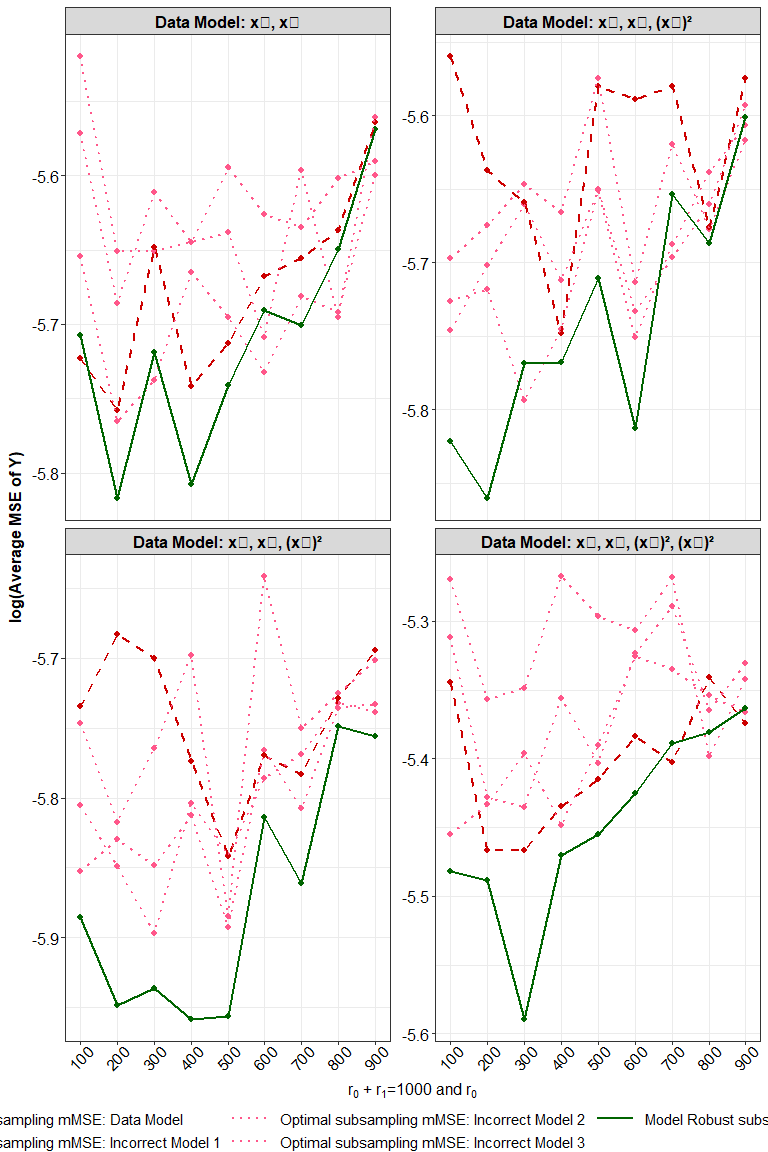 Data Model: x▯, x▯
Data Model: x▯, x▯, (x▯)²
-5.6
-5.7
-5.8
-5.6
-5.7
-5.8
log(Average MSE of Y)
Data Model: x▯, x▯, (x▯)²
Data Model: x▯, x▯, (x▯)², (x▯)²
-5.7
-5.8
-5.9
-5.3
-5.4
-5.5
-5.6
100 200 300 400 500 600 700 800 900
100 200 300 400 500 600 700 800 900
r₀ + r₁=1000 and r₀
sampling mMSE: Data Model Optimal subsampling mMSE: Incorrect Model 2 Model Robust subs
sampling mMSE: Incorrect Model 1 Optimal subsampling mMSE: Incorrect Model 3